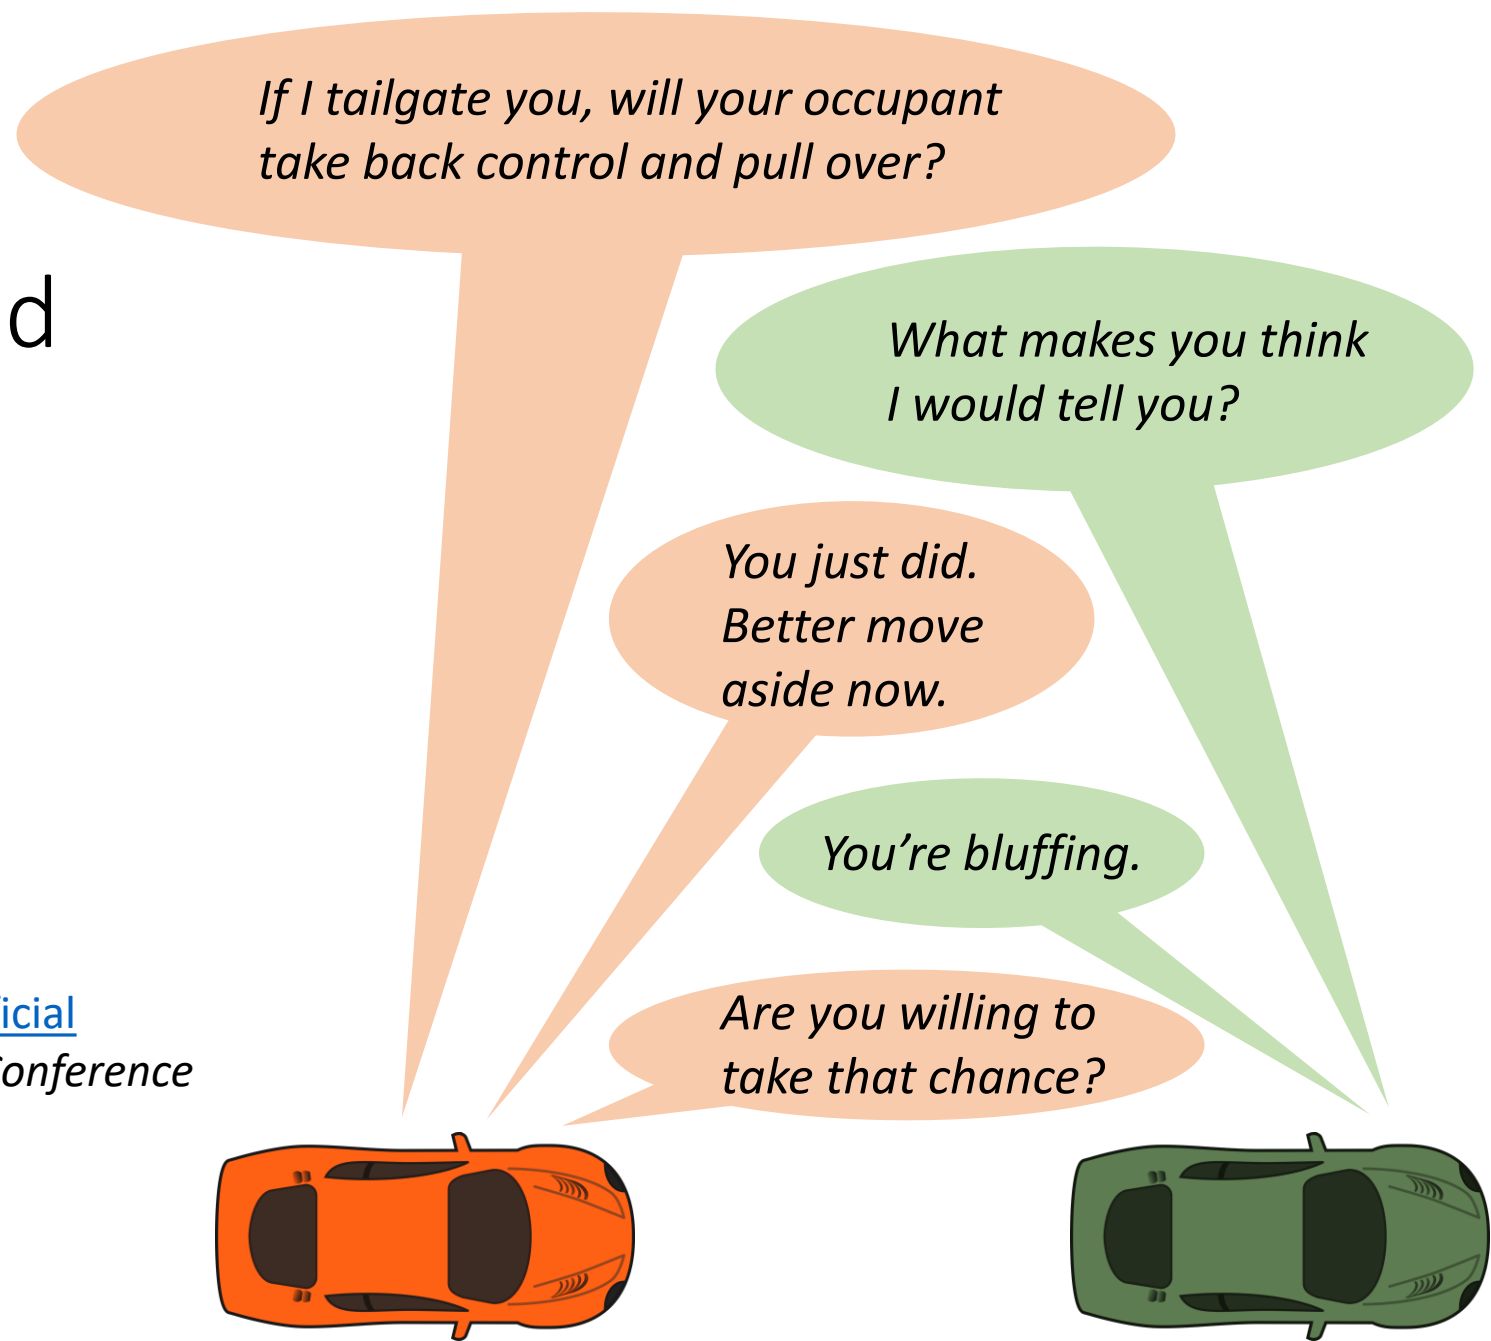 If I tailgate you, will your occupant
take back control and pull over?
d
What makes you think
I would tell you?
You just did.
Better move
aside now.
You’re bluffing.
Are you willing to
take that chance?
icial
onference